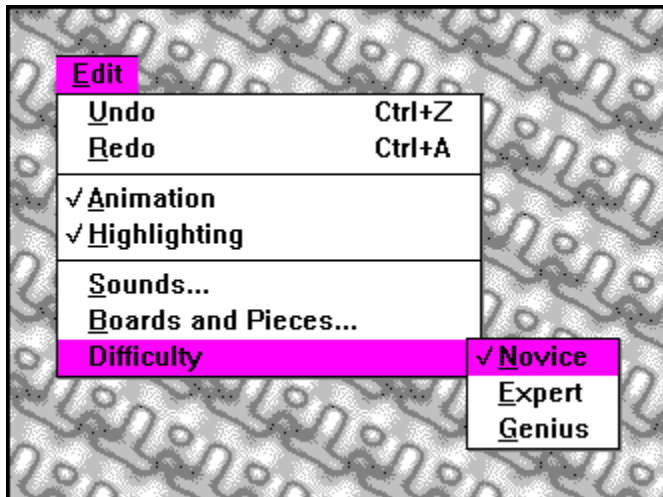 Edit
Undo Ctrl+Z
Redo Ctrl+A
✓ Animation
✓ Highlighting
Sounds...
Boards and Pieces...
Difficulty ✓ Novice
Expert
Genius